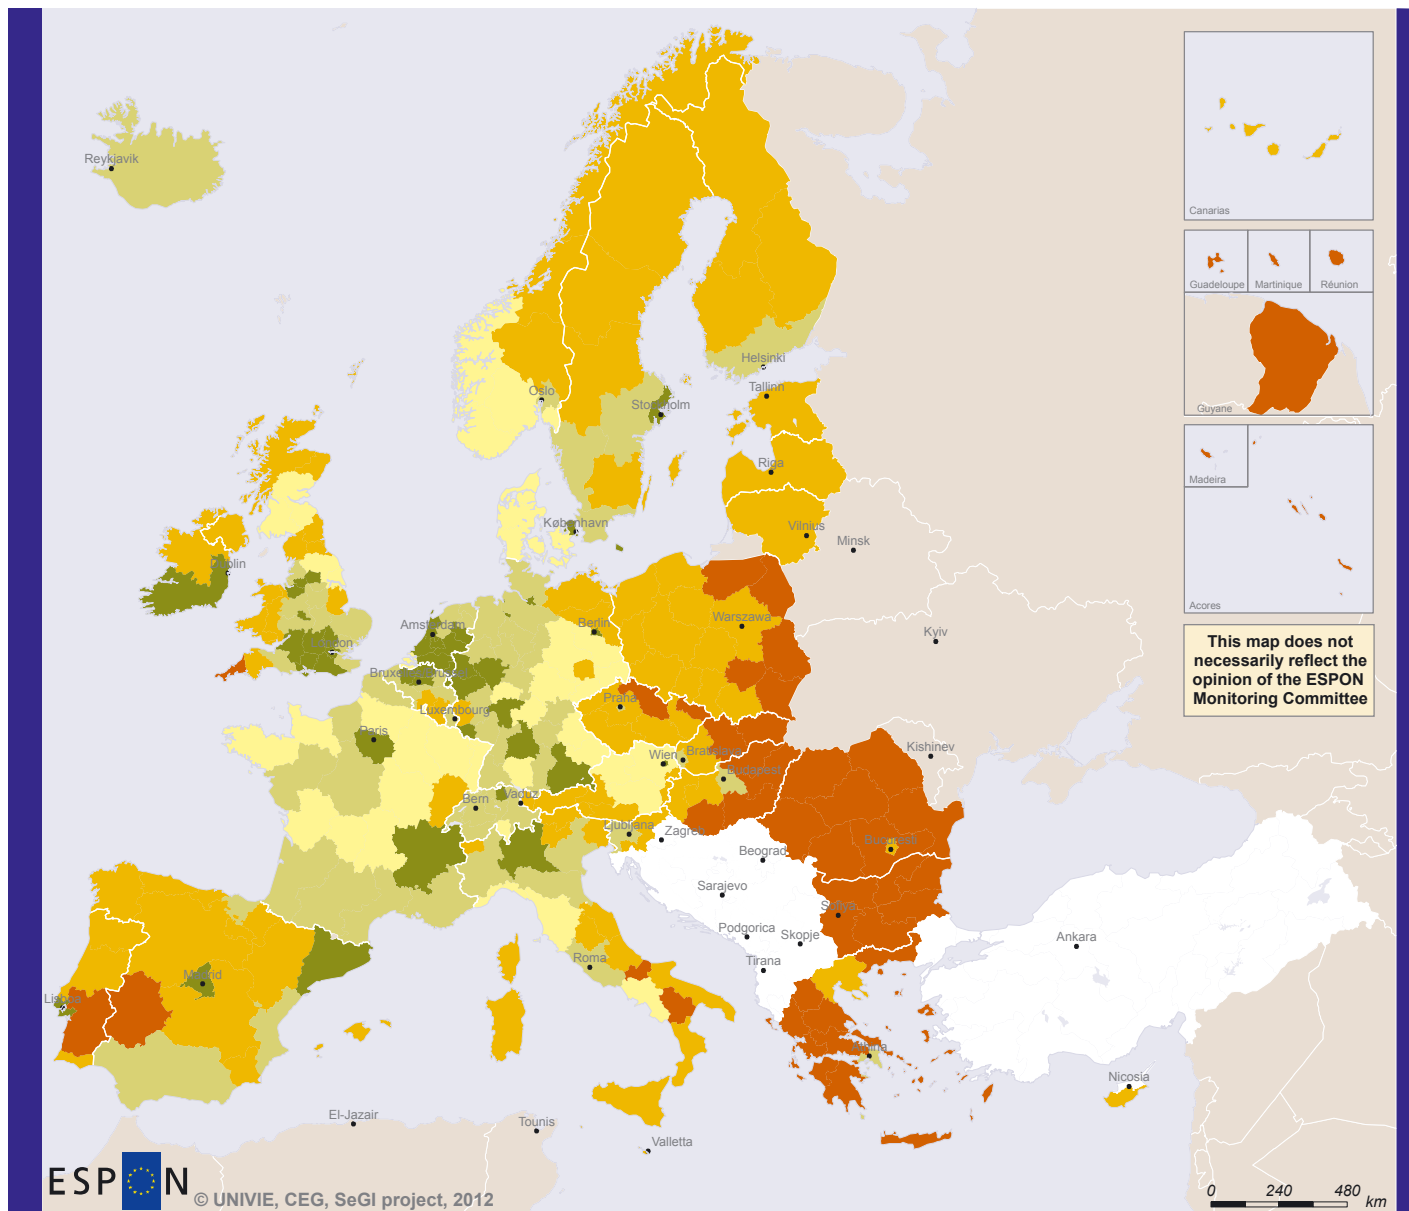 Reykjavik
Canarias
Guadeloupe
Martinique
Réunion
Guyane
Helsinki
Oslo
Tallinn
Stockholm
Riga
Madeira
København
Vilnius
Minsk
Dublin
Acores
Amsterdam
Berlin
Warszawa
London
Kyiv
This map does not
necessarily reflect the
opinion of the ESPON
Monitoring Committee
Praha
Luxembourg
Paris
Kishinev
Wien
Bratislava
Budapest
Bern
Vaduz
Ljubljana
Zagreb
Bucuresti
Beograd
Sarajevo
Sofiya
Podgorica
Skopje
Ankara
Roma
Tirana
Madrid
Lisboa
Athina
Nicosia
El-Jazair
Tounis
Valletta
ESPON
© UNIVIE, CEG, SeGI project, 2012
0 240 480
km